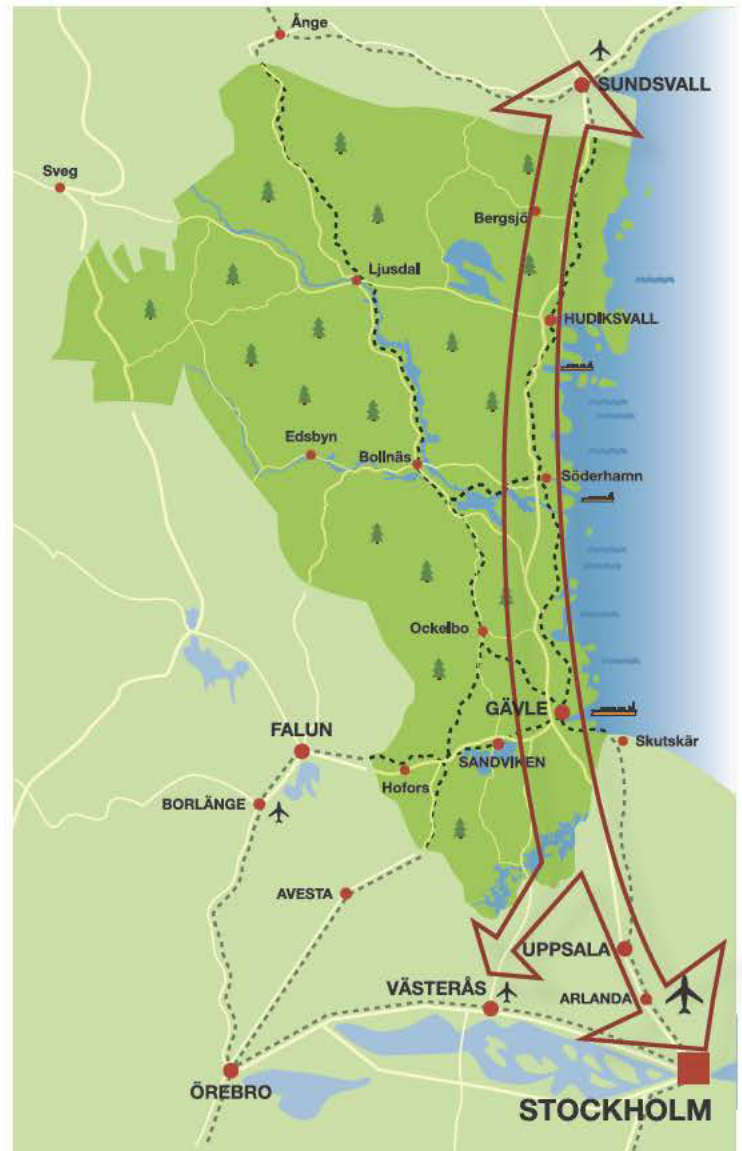 Ånge
SUNDSVALL
Sveg
Bergsjö
Ljusdal
HUDIKSVALL
Edsbyn
Bollnäs
Söderhamn
Ockelbo
GÄVLE
FALUN
Skutskär
SANDVIKEN
Hofors
BORLÄNGE
AVESTA
UPPSALA
VÄSTERÅS
ARLANDA
ÖREBRO
STOCKHOLM